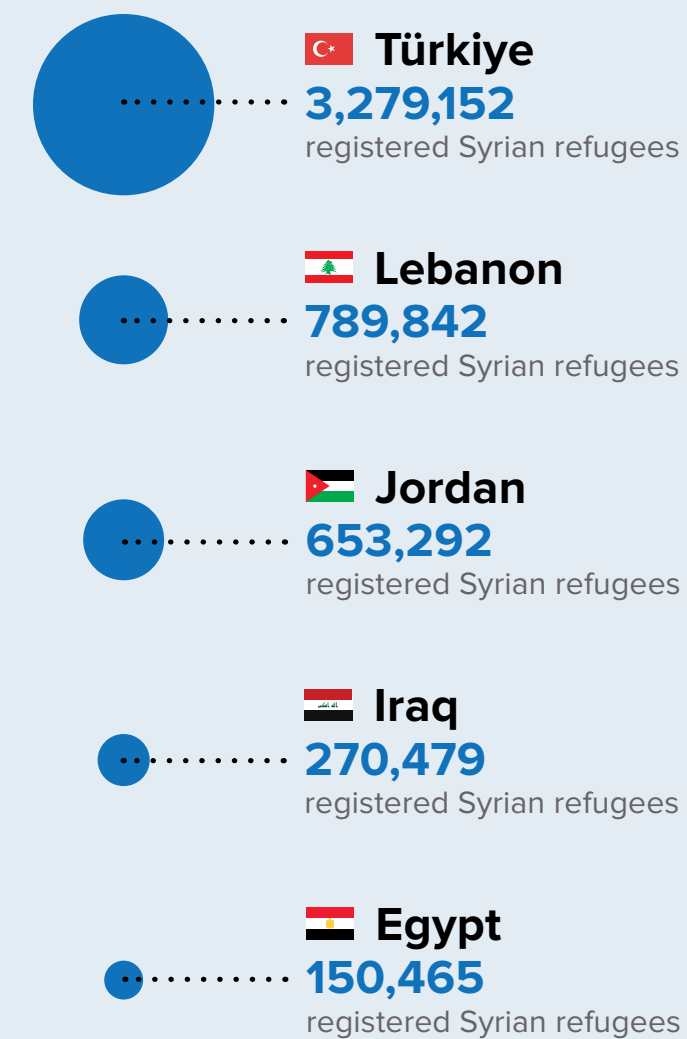 Türkiye
3,279,152
registered Syrian refugees
Lebanon
789,842
registered Syrian refugees
Jordan
653,292
registered Syrian refugees
Iraq
270,479
registered Syrian refugees
Egypt
150,465
registered Syrian refugees